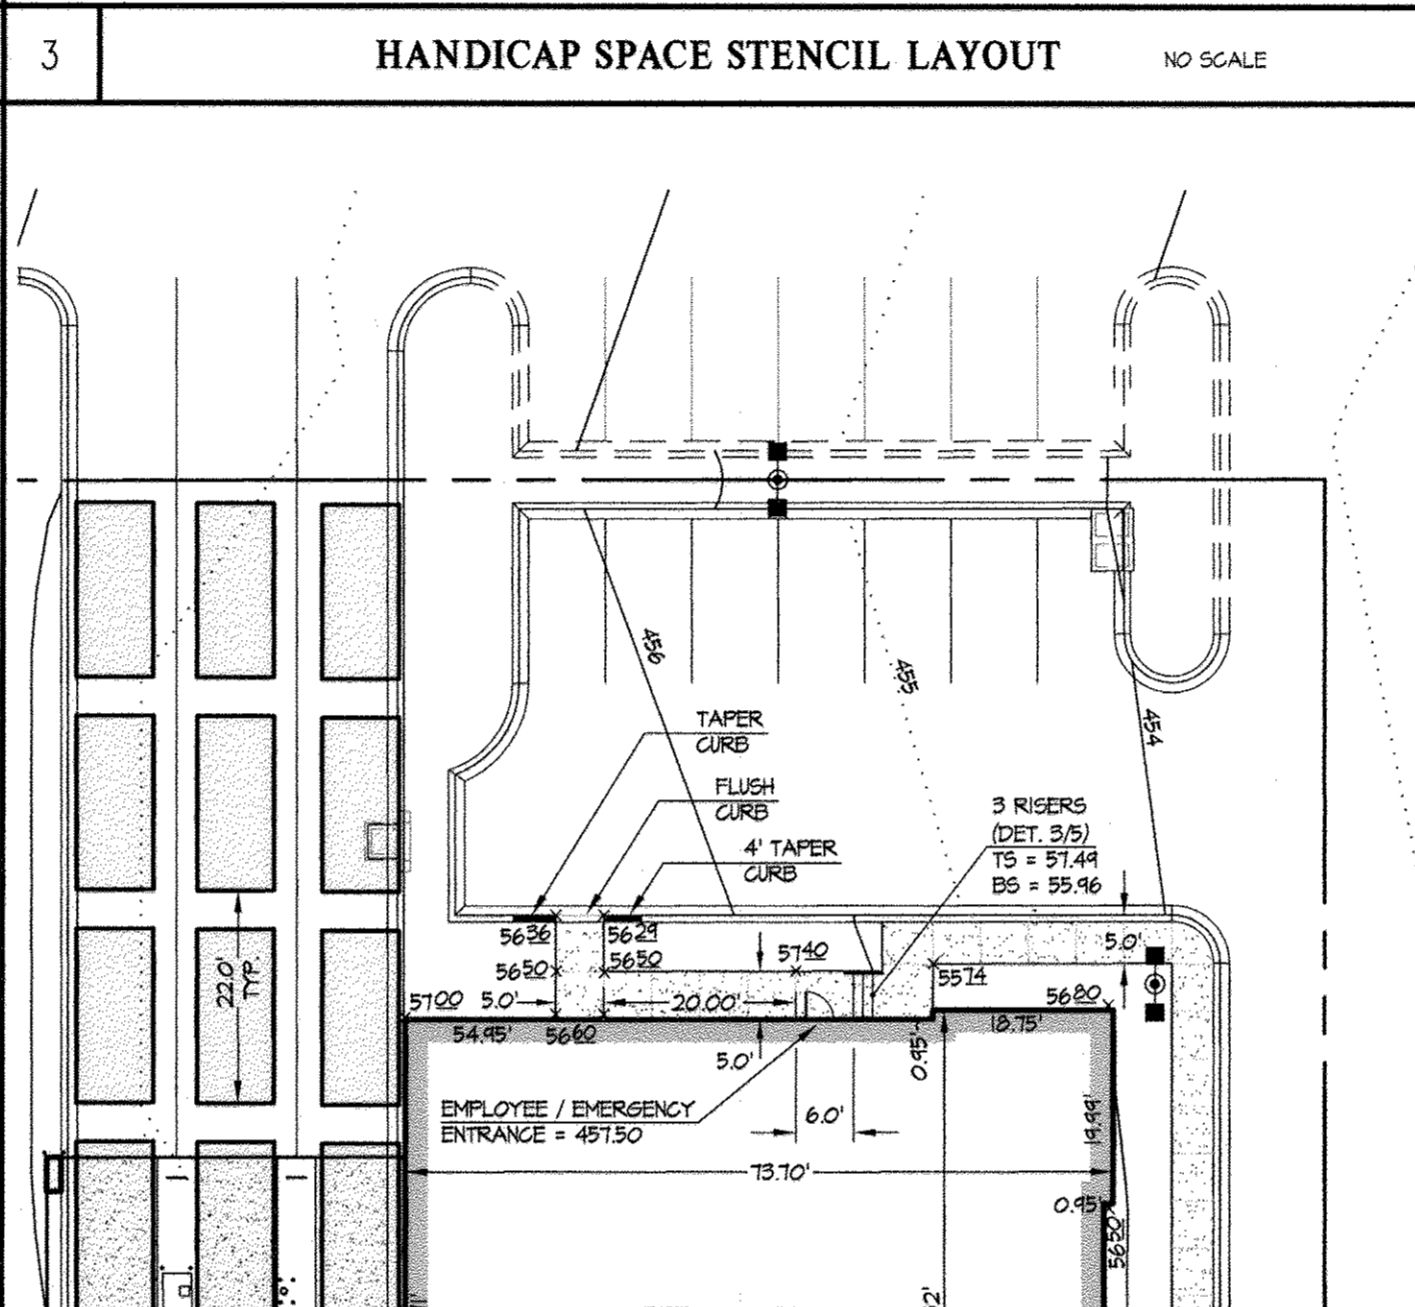 3
HANDICAP SPACE STENCIL LAYOUT
NO SCALE
456
455
454
TAPER
CURB
FLUSH
CURB
4' TAPER
CURB
3 RISERS
(DET. 3/5)
TS = 57.49
BS = 55.96
5636
5629
5650
5650
5740
5.0'
5574
5680
22.0'
TYP.
5700
5.0'
20.00'
54.95'
5660
5.0'
0.95'
18.75'
EMPLOYEE / EMERGENCY
ENTRANCE = 457.50
6.0'
19.99'
73.70'
0.95'
5650